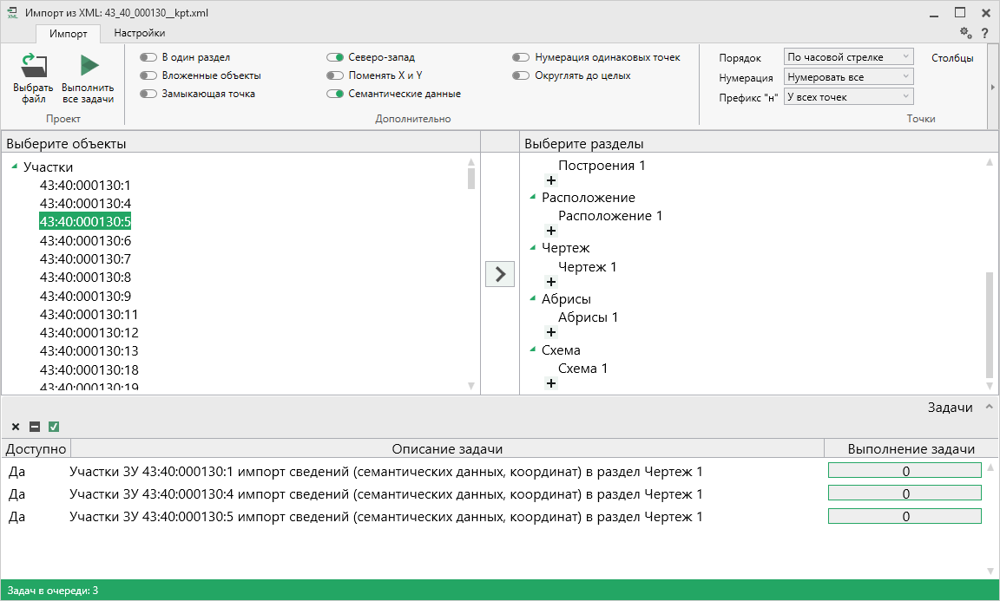 Импорт из XML: 43_40_000130__kpt.xml
Импорт
Настройки
?
Выбрать файл
Выполнить все задачи
Проект
В один раздел
Вложенные объекты
Замыкающая точка
Северо-запад
Поменять X и Y
Семантические данные
Нумерация одинаковых точек
Округлять до целых
Дополнительно
Порядок
По часовой стрелке
Нумерация
Нумеровать все
Префикс "н"
У всех точек
Столбцы
Точки
Выберите объекты
Участки
43:40:000130:1
43:40:000130:4
43:40:000130:5
43:40:000130:6
43:40:000130:7
43:40:000130:8
43:40:000130:9
43:40:000130:11
43:40:000130:12
43:40:000130:13
43:40:000130:18
43:40:000130:19
Выберите разделы
Построения 1
Расположение
Расположение 1
Чертеж
Чертеж 1
Абрисы
Абрисы 1
Схема
Схема 1
Задачи
Доступно Описание задачи Выполнение задачи
Да Участки ЗУ 43:40:000130:1 импорт сведений (семантических данных, координат) в раздел Чертеж 1 0
Да Участки ЗУ 43:40:000130:4 импорт сведений (семантических данных, координат) в раздел Чертеж 1 0
Да Участки ЗУ 43:40:000130:5 импорт сведений (семантических данных, координат) в раздел Чертеж 1 0
Задач в очереди: 3